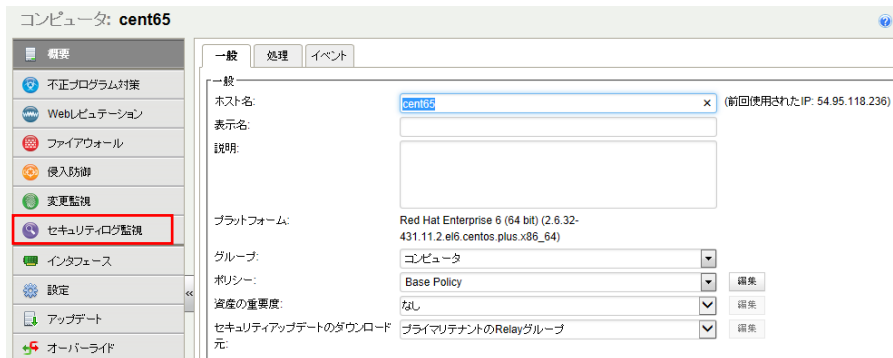 コンピュータ: cent65
概要
不正プログラム対策
Webレピュテーション
ファイアウォール
侵入防御
変更監視
セキュリティログ監視
インタフェース
設定
アップデート
オーバーライド
一般 処理 イベント
一般
ホスト名: cent65 (前回使用されたIP: 54.95.118.236)
表示名:
説明:
プラットフォーム: Red Hat Enterprise 6 (64 bit) (2.6.32-
431.11.2.el6.centos.plus.x86_64)
グループ: コンピュータ
ポリシー: Base Policy 編集
資産の重要度: なし 編集
セキュリティアップデートのダウンロード プライマリテナントのRelayグループ 編集
元: